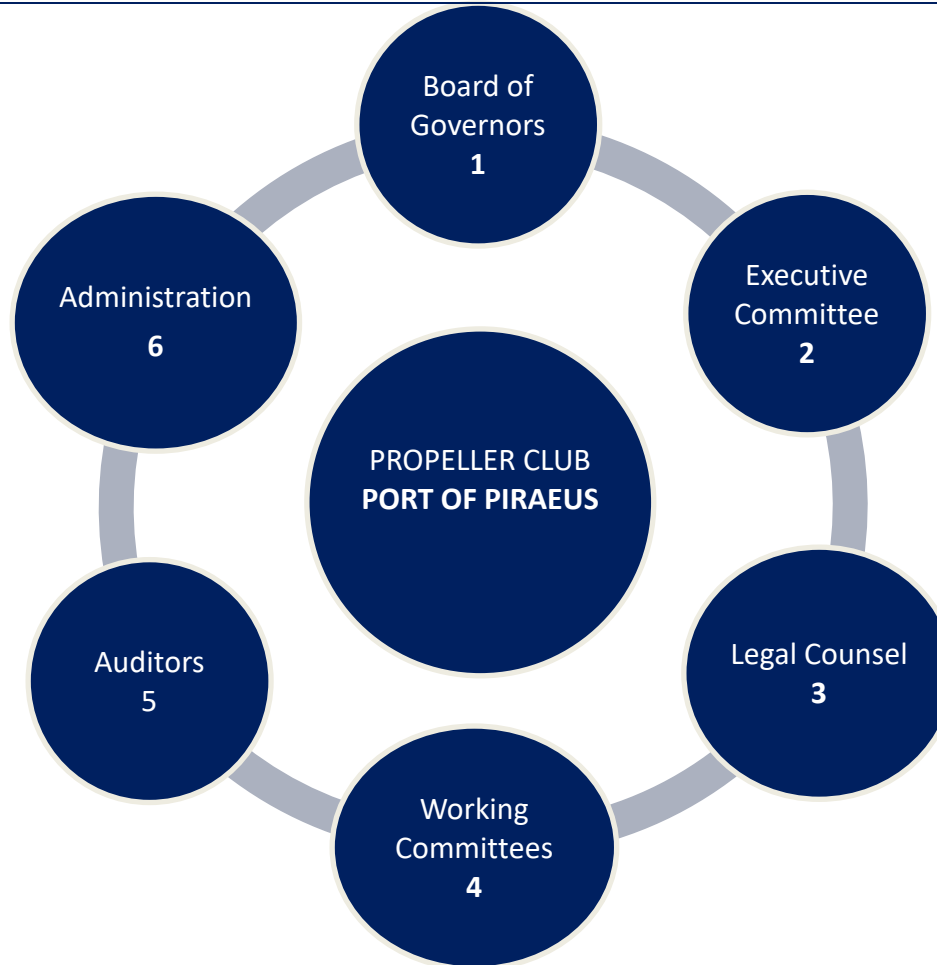 Board of
Governors
1
Executive
Committee
2
Administration
6
PROPELLER CLUB
PORT OF PIRAEUS
Legal Counsel
3
Auditors
5
Working
Committees
4